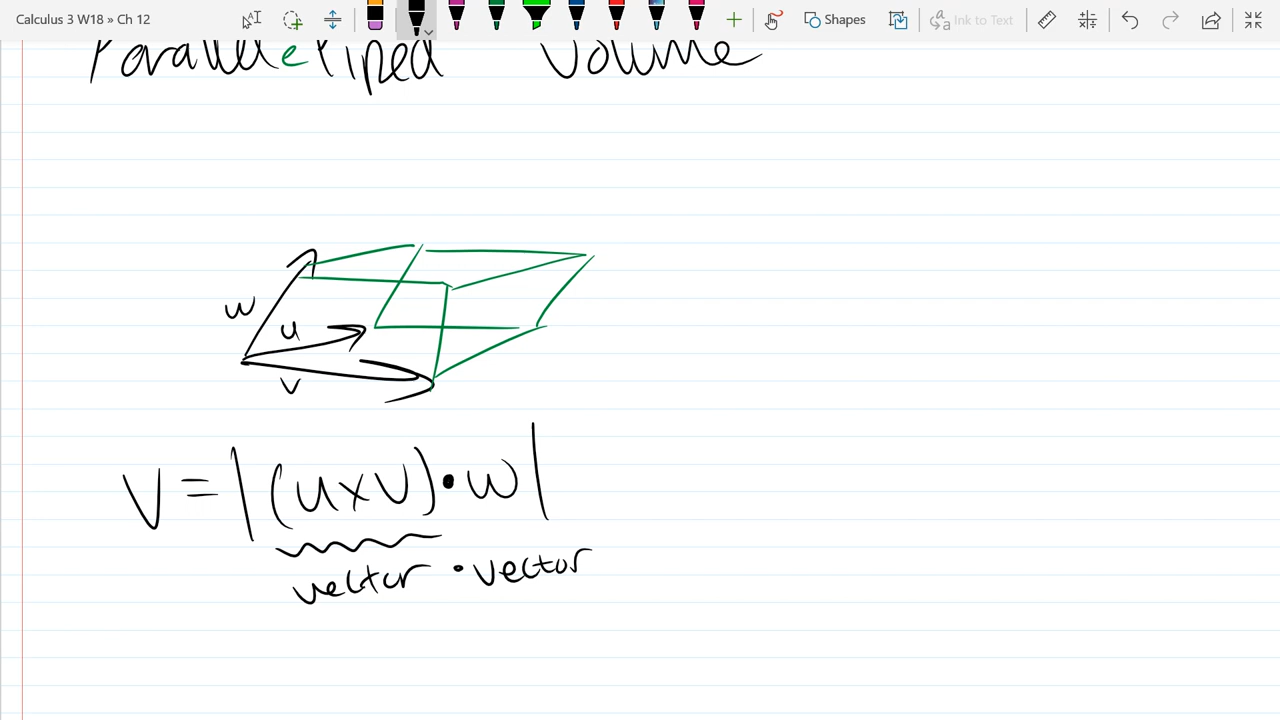 Calculus 3 W18 » Ch 12
Shapes
Ink to Text
Parallelepiped Volume
w
u
v
V = |(u×v)•w|
vector • vector